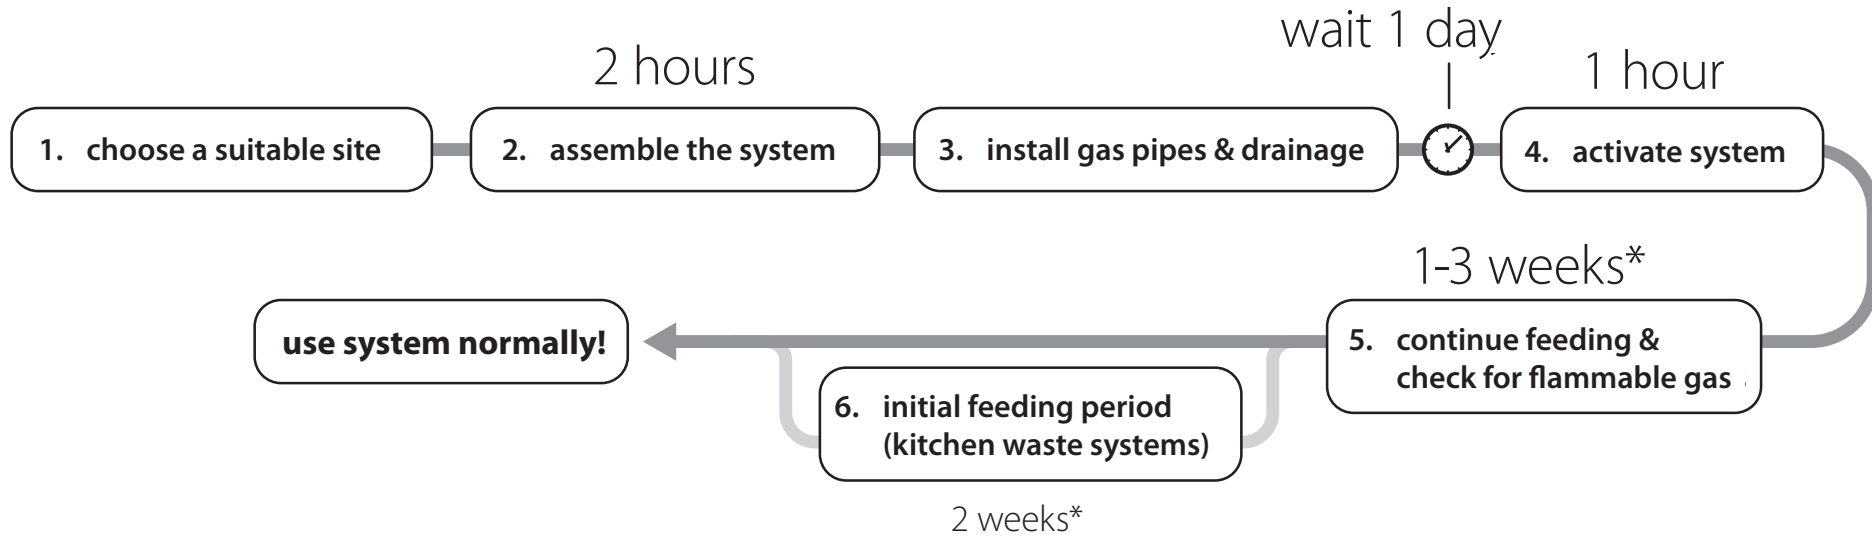 wait 1 day
2 hours
1 hour
1. choose a suitable site
2. assemble the system
3. install gas pipes & drainage
4. activate system
1-3 weeks*
5. continue feeding &
check for flammable gas
use system normally!
6. initial feeding period
(kitchen waste systems)
2 weeks*